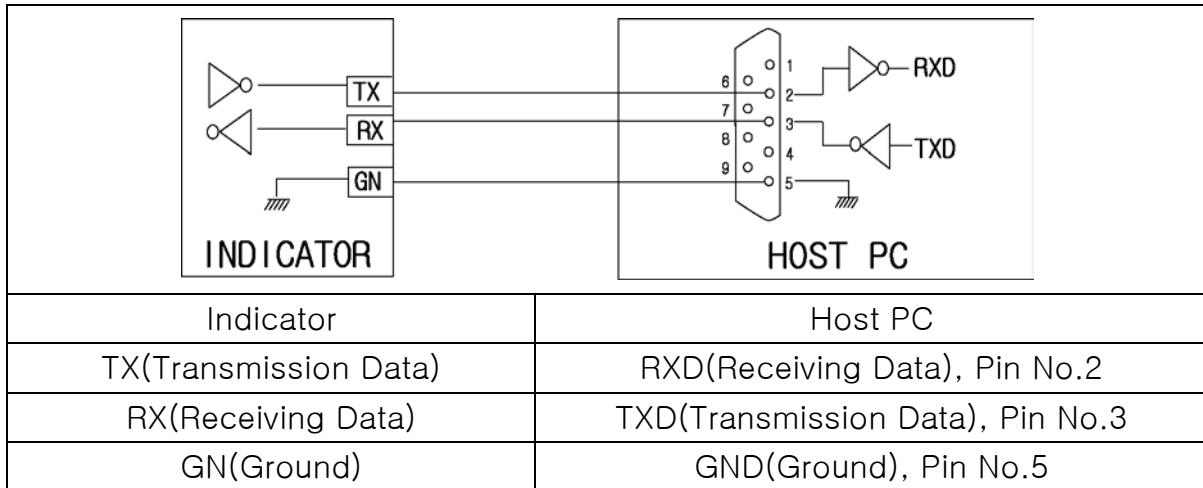 TX
RX
GN
INDICATOR
6
7
8
9
1
2
3
4
5
RXD
TXD
HOST PC
Indicator
Host PC
TX(Transmission Data)
RXD(Receiving Data), Pin No.2
RX(Receiving Data)
TXD(Transmission Data), Pin No.3
GN(Ground)
GND(Ground), Pin No.5